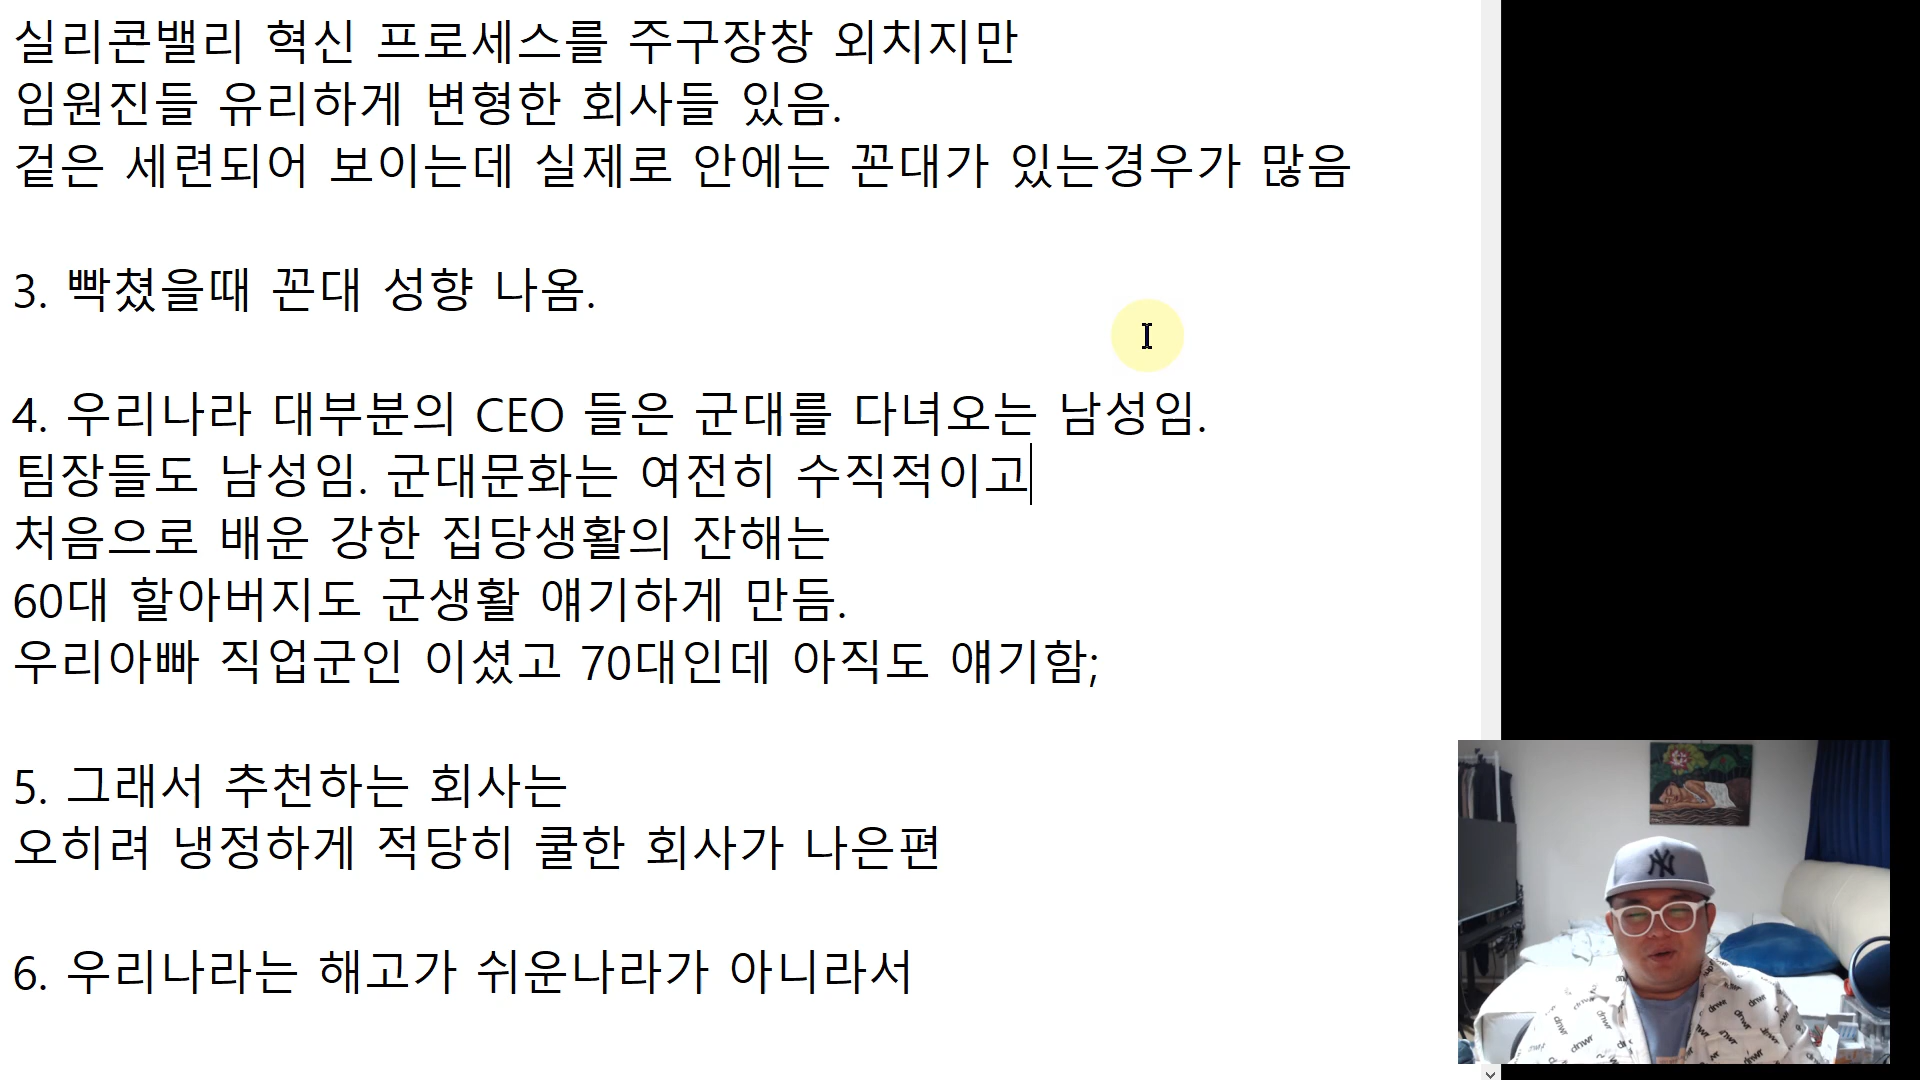 실리콘밸리 혁신 프로세스를 주구장창 외치지만
임원진들 유리하게 변형한 회사들 있음.
겉은 세련되어 보이는데 실제로 안에는 꼰대가 있는경우가 많음
3. 빡쳤을때 꼰대 성향 나옴.
4. 우리나라 대부분의 CEO 들은 군대를 다녀오는 남성임.
팀장들도 남성임. 군대문화는 여전히 수직적이고
처음으로 배운 강한 집당생활의 잔해는
60대 할아버지도 군생활 얘기하게 만듬.
우리아빠 직업군인 이셨고 70대인데 아직도 얘기함;
5. 그래서 추천하는 회사는
오히려 냉정하게 적당히 쿨한 회사가 나은편
6. 우리나라는 해고가 쉬운나라가 아니라서
NY
dnwr
dnwr
dnwr
dnwr